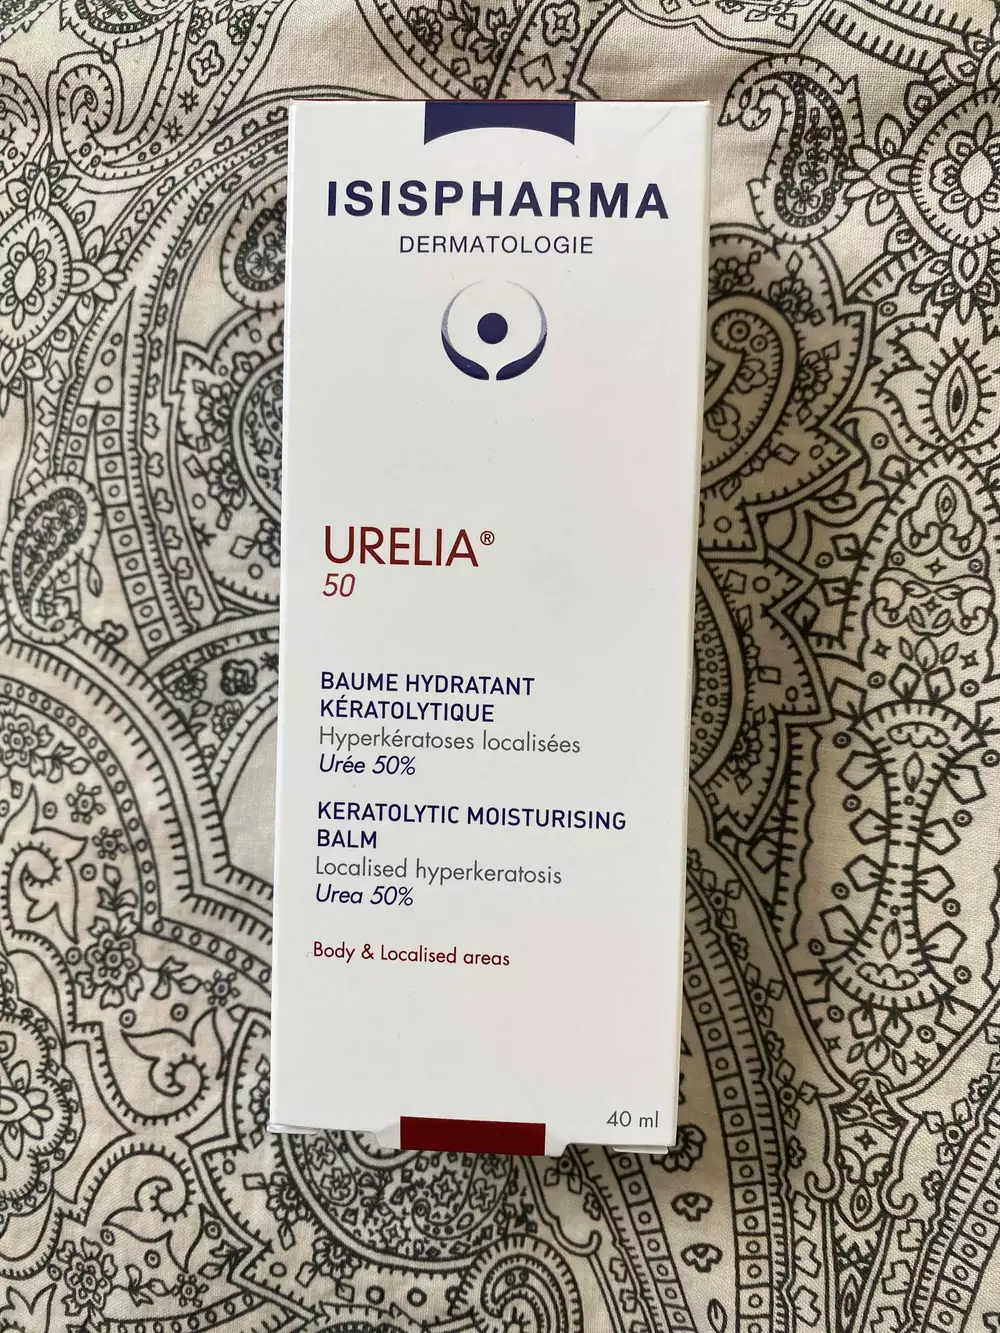 ISISPHARMA
DERMATOLOGIE
URELIA®
50
BAUME HYDRATANT
KÉRATOLYTIQUE
Hyperkératoses localisées
Urée 50%
KERATOLYTIC MOISTURISING
BALM
Localised hyperkeratosis
Urea 50%
Body & Localised areas
40 ml